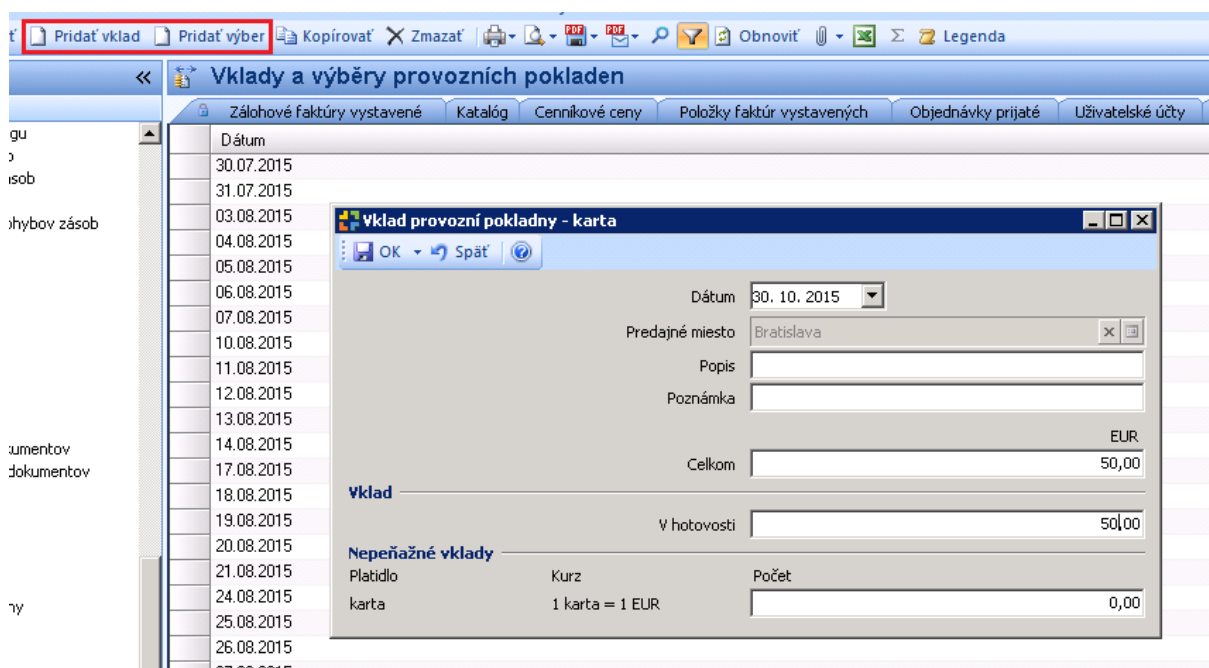 ť Pridať vklad Pridať výber Kopírovať Zmazať PDF PDF Obnoviť Legenda
« Vklady a výběry provozních pokladen
Zálohové faktúry vystavené Katalóg Cenníkové ceny Položky faktúr vystavených Objednávky prijaté Uživatelské účty
gu
Dátum
30.07.2015
isob
31.07.2015
03.08.2015
ohybov zásob
04.08.2015
05.08.2015
06.08.2015
07.08.2015
10.08.2015
11.08.2015
12.08.2015
13.08.2015
14.08.2015
kumentov
17.08.2015
dokumentov
18.08.2015
19.08.2015
20.08.2015
21.08.2015
24.08.2015
ny
25.08.2015
26.08.2015
Vklad provozní pokladny - karta
OK Späť
Dátum 30. 10. 2015
Predajné miesto Bratislava
Popis
Poznámka
EUR
Celkom 50,00
Vklad
V hotovosti 50,00
Nepeňažné vklady
Platidlo Kurz Počet
karta 1 karta = 1 EUR 0,00